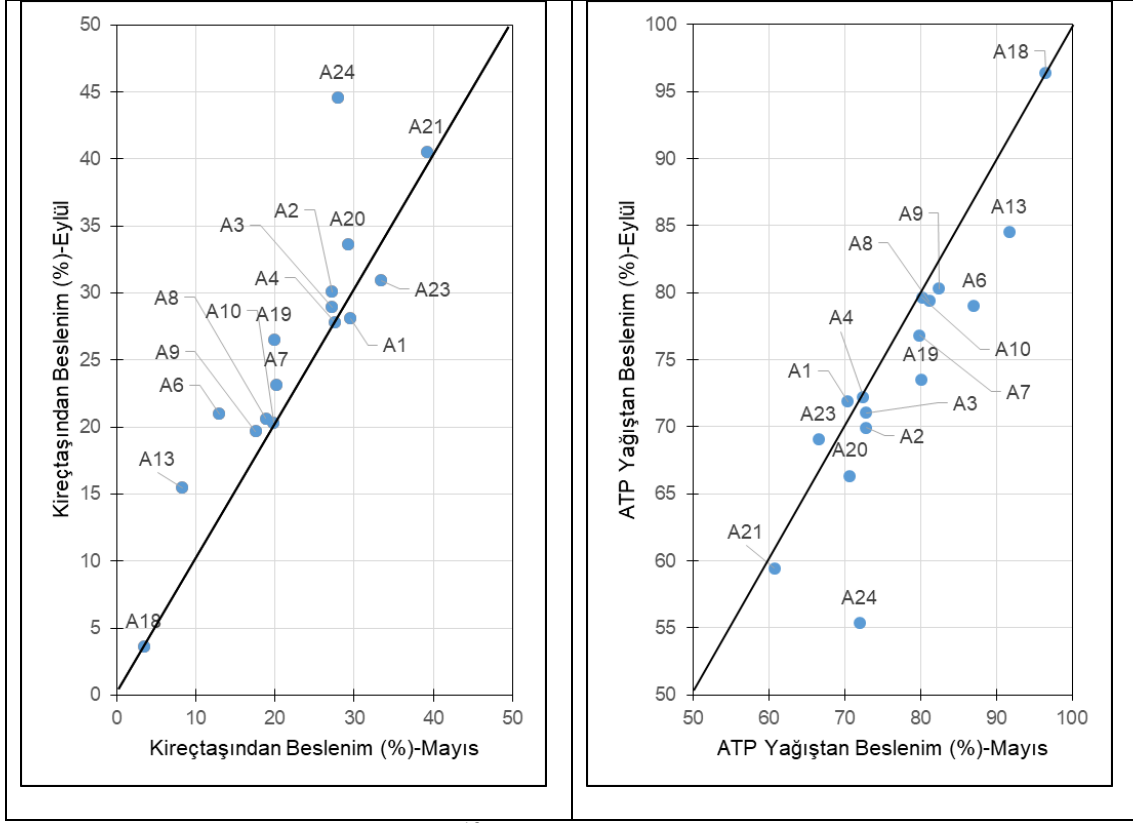 50
45
40
35
30
25
20
15
10
5
0
0 10 20 30 40 50
Kireçtaşından Beslenim (%)-Eylül
Kireçtaşından Beslenim (%)-Mayıs
A24
A21
A2
A20
A3
A4
A23
A8
A10
A19
A1
A9
A7
A6
A13
A18
100
95
90
85
80
75
70
65
60
55
50
50 60 70 80 90 100
ATP Yağıştan Beslenim (%)-Eylül
ATP Yağıştan Beslenim (%)-Mayıs
A18
A9
A13
A8
A6
A4
A10
A19
A1
A7
A3
A23
A2
A20
A21
A24